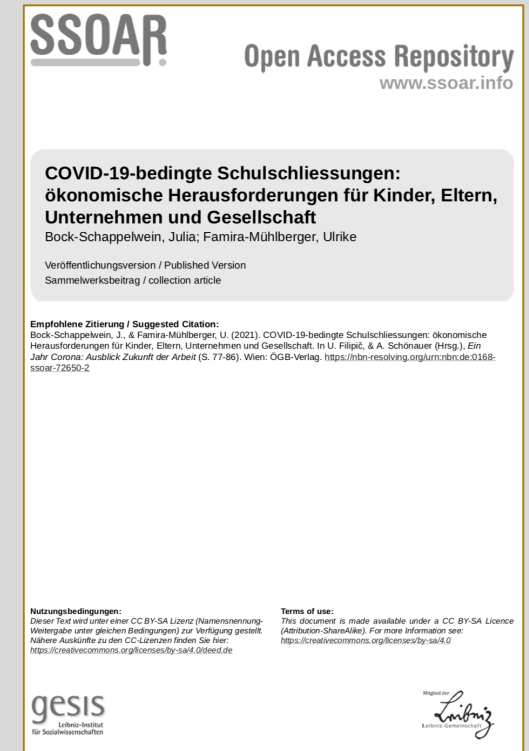 SSOAR
Open Access Repository
www.ssoar.info
COVID-19-bedingte Schulschliessungen:
ökonomische Herausforderungen für Kinder, Eltern,
Unternehmen und Gesellschaft
Bock-Schappelwein, Julia; Famira-Mühlberger, Ulrike
Veröffentlichungsversion / Published Version
Sammelwerksbeitrag / collection article
Empfohlene Zitierung / Suggested Citation:
Bock-Schappelwein, J., & Famira-Mühlberger, U. (2021). COVID-19-bedingte Schulschliessungen: ökonomische
Herausforderungen für Kinder, Eltern, Unternehmen und Gesellschaft. In U. Filipič, & A. Schönauer (Hrsg.), Ein
Jahr Corona: Ausblick Zukunft der Arbeit (S. 77-86). Wien: ÖGB-Verlag. https://nbn-resolving.org/urn:nbn:de:0168-
ssoar-72650-2
Nutzungsbedingungen:
Dieser Text wird unter einer CC BY-SA Lizenz (Namensnennung-
Weitergabe unter gleichen Bedingungen) zur Verfügung gestellt.
Nähere Auskünfte zu den CC-Lizenzen finden Sie hier:
https://creativecommons.org/licenses/by-sa/4.0/deed.de
Terms of use:
This document is made available under a CC BY-SA Licence
(Attribution-ShareAlike). For more Information see:
https://creativecommons.org/licenses/by-sa/4.0
gesis
Leibniz-Institut
für Sozialwissenschaften
Mitglied der
Leibniz
Leibniz-Gemeinschaft